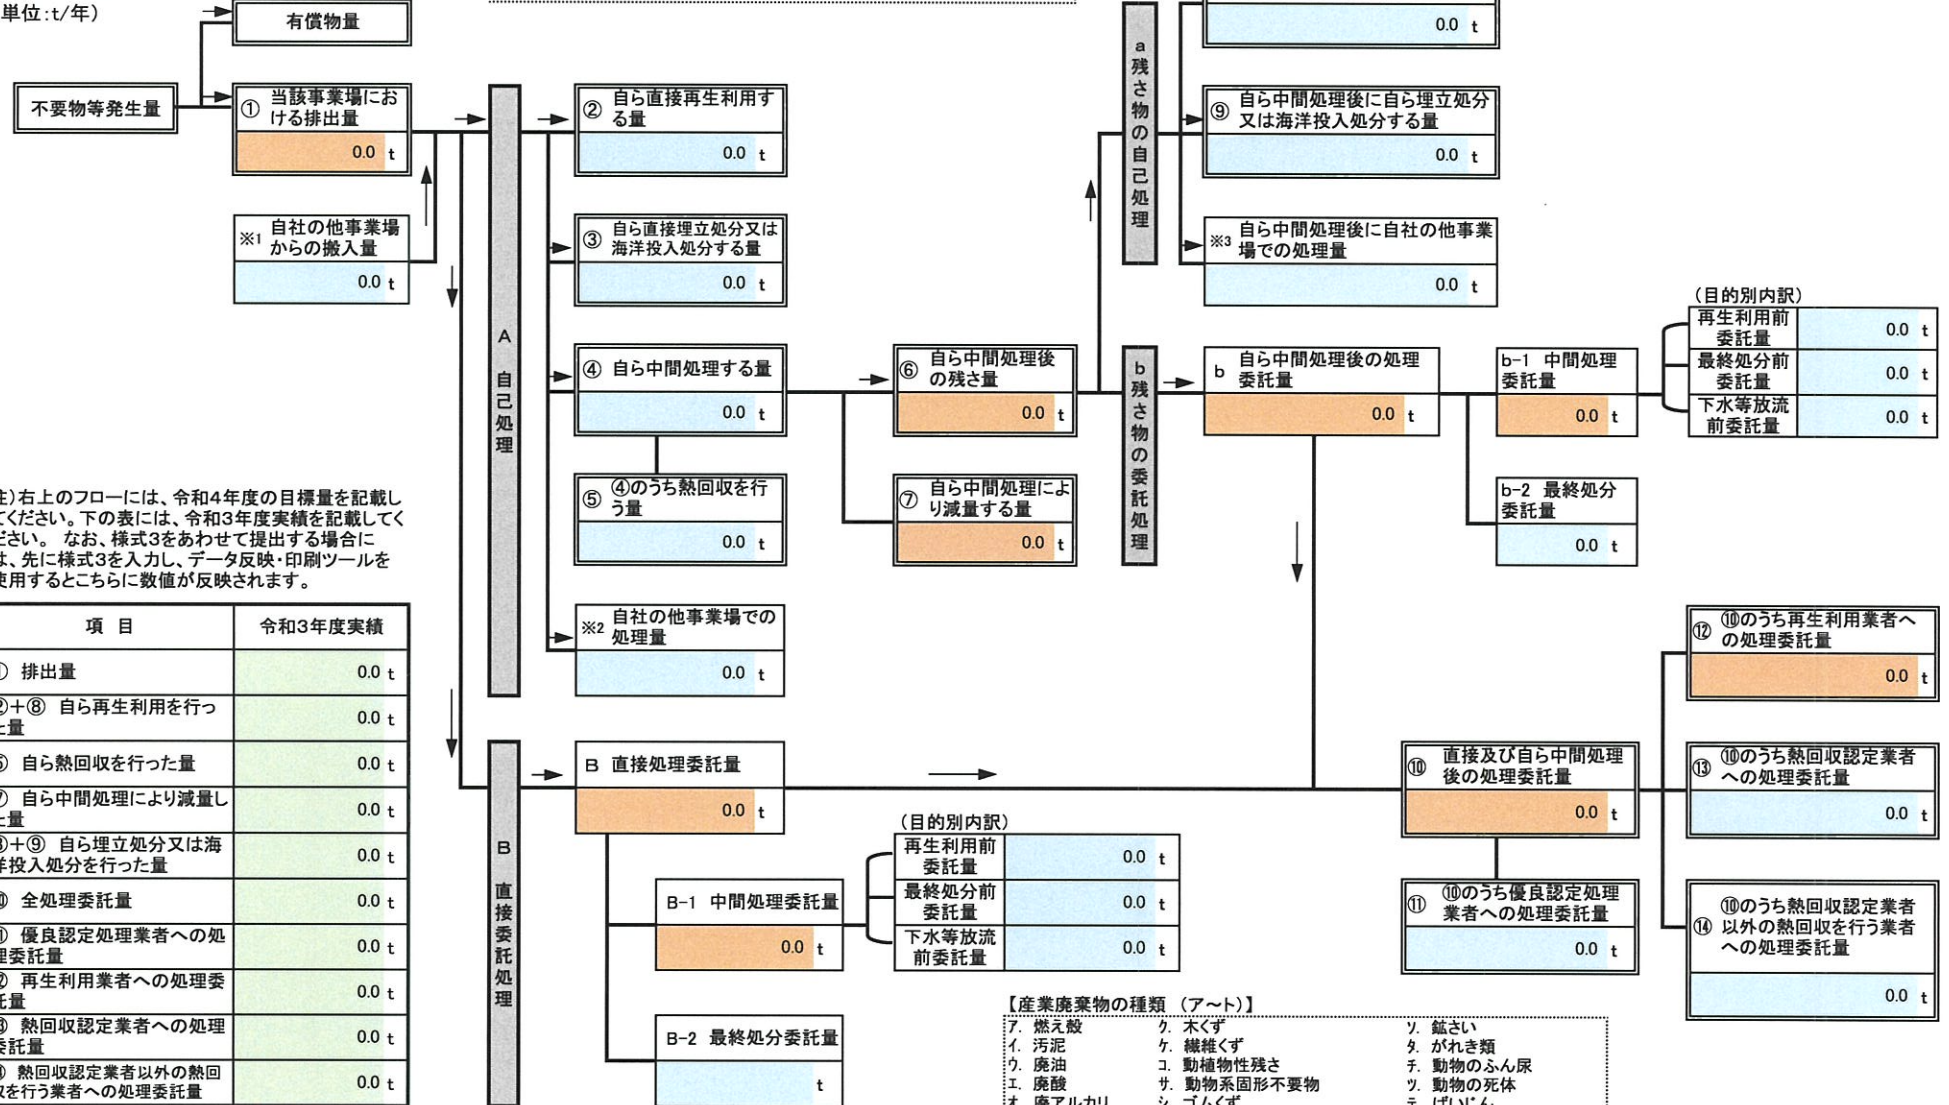 単位:t/年)
有償物量
不要物等発生量
① 当該事業場にお
ける排出量
0.0 t
※1 自社の他事業場
からの搬入量
0.0 t
A 自己処理
② 自ら直接再生利用す
る量
0.0 t
③ 自ら直接埋立処分又は
海洋投入処分する量
0.0 t
④ 自ら中間処理する量
0.0 t
⑤ ④のうち熱回収を行
う量
0.0 t
※2 自社の他事業場での
処理量
0.0 t
⑥ 自ら中間処理後
の残さ量
0.0 t
⑦ 自ら中間処理によ
り減量する量
0.0 t
a 残さ物の自己処理
0.0 t
⑨ 自ら中間処理後に自ら埋立処分
又は海洋投入処分する量
0.0 t
※3 自ら中間処理後に自社の他事業
場での処理量
0.0 t
b 残さ物の委託処理
b 自ら中間処理後の処理
委託量
0.0 t
b-1 中間処理
委託量
0.0 t
(目的別内訳)
再生利用前
委託量
0.0 t
最終処分前
委託量
0.0 t
下水等放流
前委託量
0.0 t
b-2 最終処分
委託量
0.0 t
注)右上のフローには、令和4年度の目標量を記載し
てください。下の表には、令和3年度実績を記載してく
ださい。 なお、様式3をあわせて提出する場合に
は、先に様式3を入力し、データ反映・印刷ツールを
使用するとこちらに数値が反映されます。
項 目 令和3年度実績
① 排出量 0.0 t
②+⑧ 自ら再生利用を行っ
た量 0.0 t
⑤ 自ら熱回収を行った量 0.0 t
⑦ 自ら中間処理により減量し
た量 0.0 t
③+⑨ 自ら埋立処分又は海
洋投入処分を行った量 0.0 t
⑩ 全処理委託量 0.0 t
⑪ 優良認定処理業者への処
理委託量 0.0 t
⑫ 再生利用業者への処理委
託量 0.0 t
⑬ 熱回収認定業者への処理
委託量 0.0 t
⑭ 熱回収認定業者以外の熱回
収を行う業者への処理委託量 0.0 t
B 直接委託処理
B 直接処理委託量
0.0 t
B-1 中間処理委託量
0.0 t
(目的別内訳)
再生利用前
委託量
0.0 t
最終処分前
委託量
0.0 t
下水等放流
前委託量
0.0 t
B-2 最終処分委託量
t
⑩ 直接及び自ら中間処理
後の処理委託量
0.0 t
⑪ ⑩のうち優良認定処理
業者への処理委託量
0.0 t
⑫ ⑩のうち再生利用業者へ
の処理委託量
0.0 t
⑬ ⑩のうち熱回収認定業者
への処理委託量
0.0 t
⑭ ⑩のうち熱回収認定業者
以外の熱回収を行う業者
への処理委託量
0.0 t
【産業廃棄物の種類 (ア～ト)】
ア. 燃え殻 ク. 木くず ソ. 鉱さい
イ. 汚泥 ケ. 繊維くず タ. がれき類
ウ. 廃油 コ. 動植物性残さ チ. 動物のふん尿
エ. 廃酸 サ. 動物系固形不要物 ツ. 動物の死体
オ. 廃アルカリ シ. ゴムくず テ. ばいじん